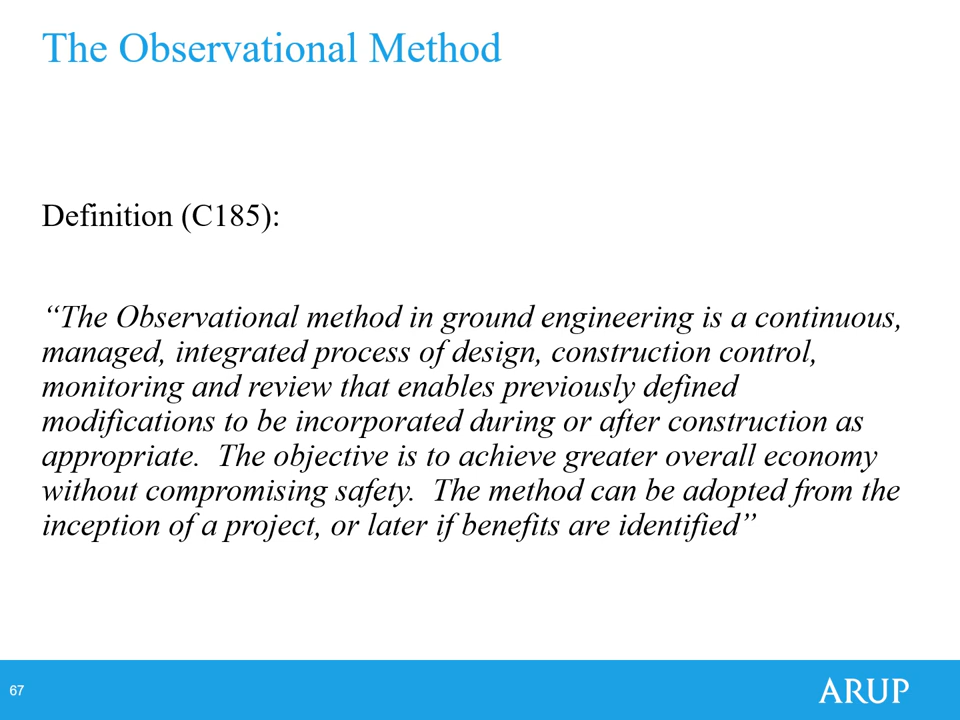 The Observational Method
Definition (C185):
“The Observational method in ground engineering is a continuous,
managed, integrated process of design, construction control,
monitoring and review that enables previously defined
modifications to be incorporated during or after construction as
appropriate.  The objective is to achieve greater overall economy
without compromising safety.  The method can be adopted from the
inception of a project, or later if benefits are identified”
67
ARUP